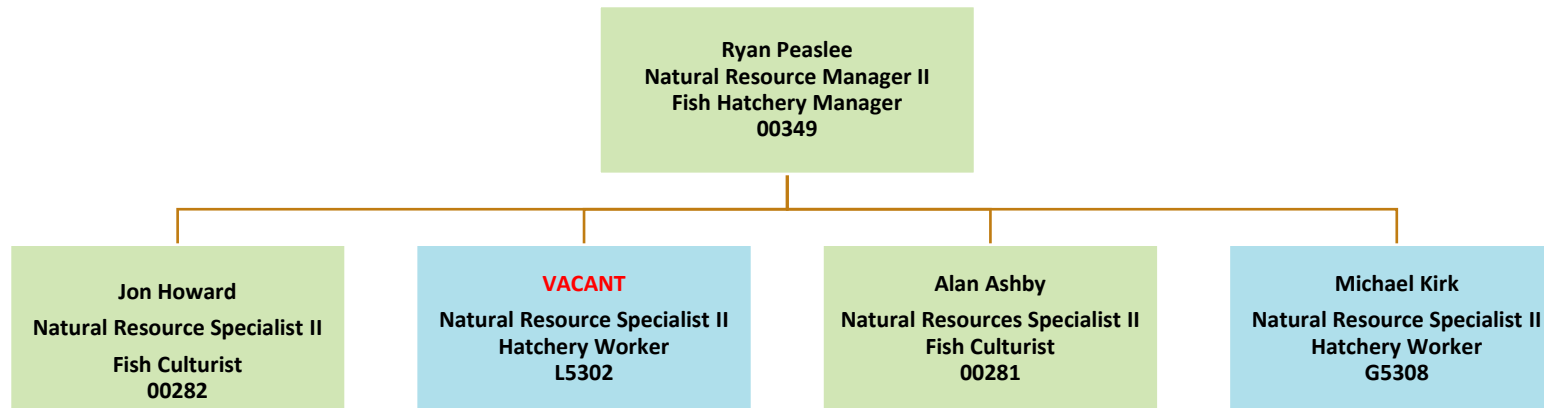 Ryan Peaslee
Natural Resource Manager II
Fish Hatchery Manager
00349
Jon Howard
Natural Resource Specialist II
Fish Culturist
00282
VACANT
Natural Resource Specialist II
Hatchery Worker
L5302
Alan Ashby
Natural Resources Specialist II
Fish Culturist
00281
Michael Kirk
Natural Resource Specialist II
Hatchery Worker
G5308